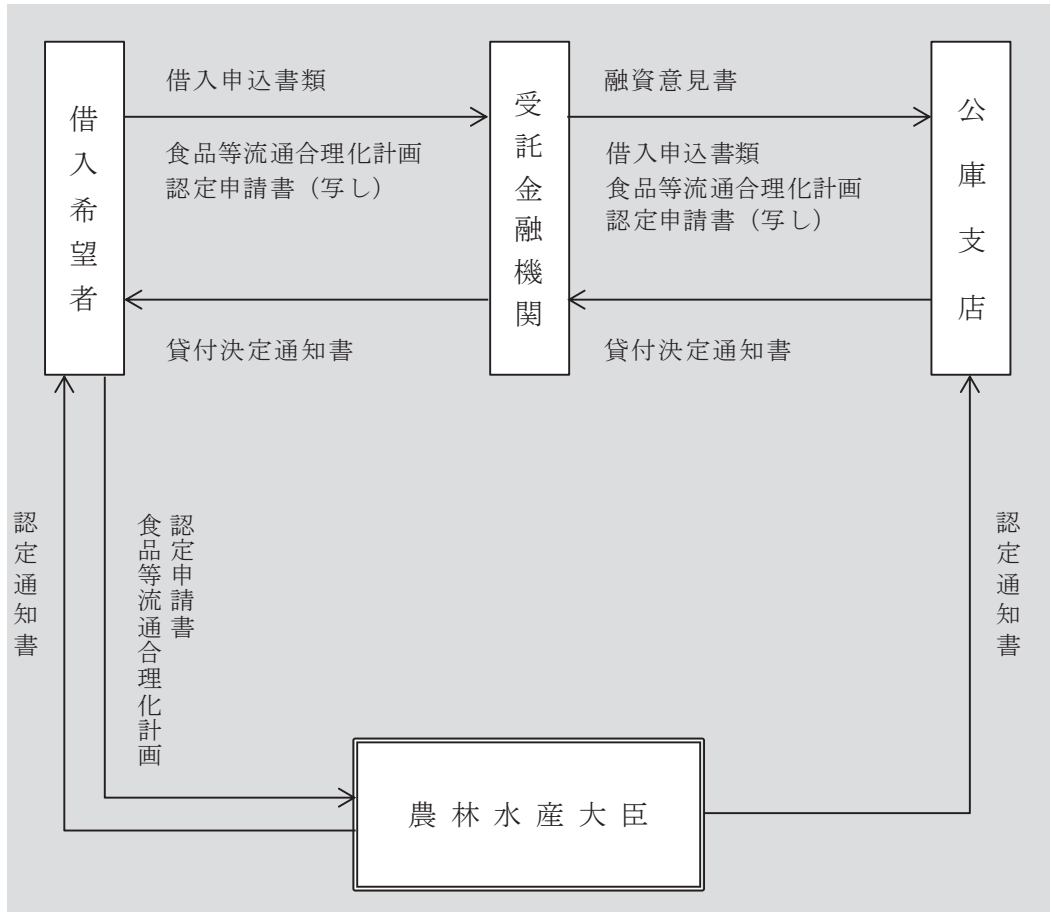 借入希望者
借入申込書類
食品等流通合理化計画
認定申請書（写し）
貸付決定通知書
受託金融機関
融資意見書
借入申込書類
食品等流通合理化計画
認定申請書（写し）
貸付決定通知書
公庫支店
認定通知書
食品等流通合理化計画
認定申請書
認定通知書
農林水産大臣